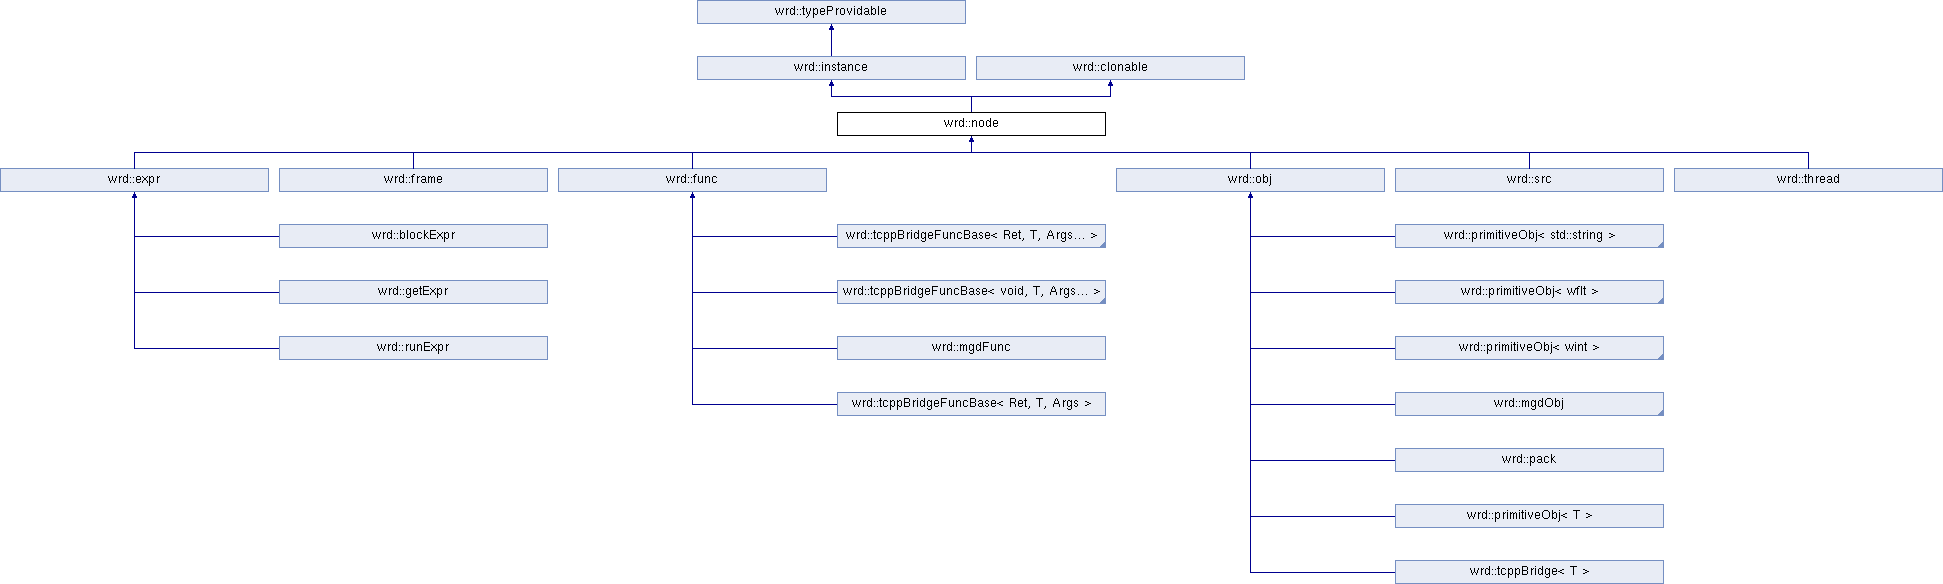 wrd::typeProvidable
wrd::instance
wrd::clonable
wrd::node
wrd::expr
wrd::frame
wrd::func
wrd::obj
wrd::src
wrd::thread
wrd::blockExpr
wrd::tcppBridgeFuncBase< Ret, T, Args... >
wrd::primitiveObj< std::string >
wrd::getExpr
wrd::tcppBridgeFuncBase< void, T, Args... >
wrd::primitiveObj< wflt >
wrd::runExpr
wrd::mgdFunc
wrd::primitiveObj< wint >
wrd::tcppBridgeFuncBase< Ret, T, Args >
wrd::mgdObj
wrd::pack
wrd::primitiveObj< T >
wrd::tcppBridge< T >